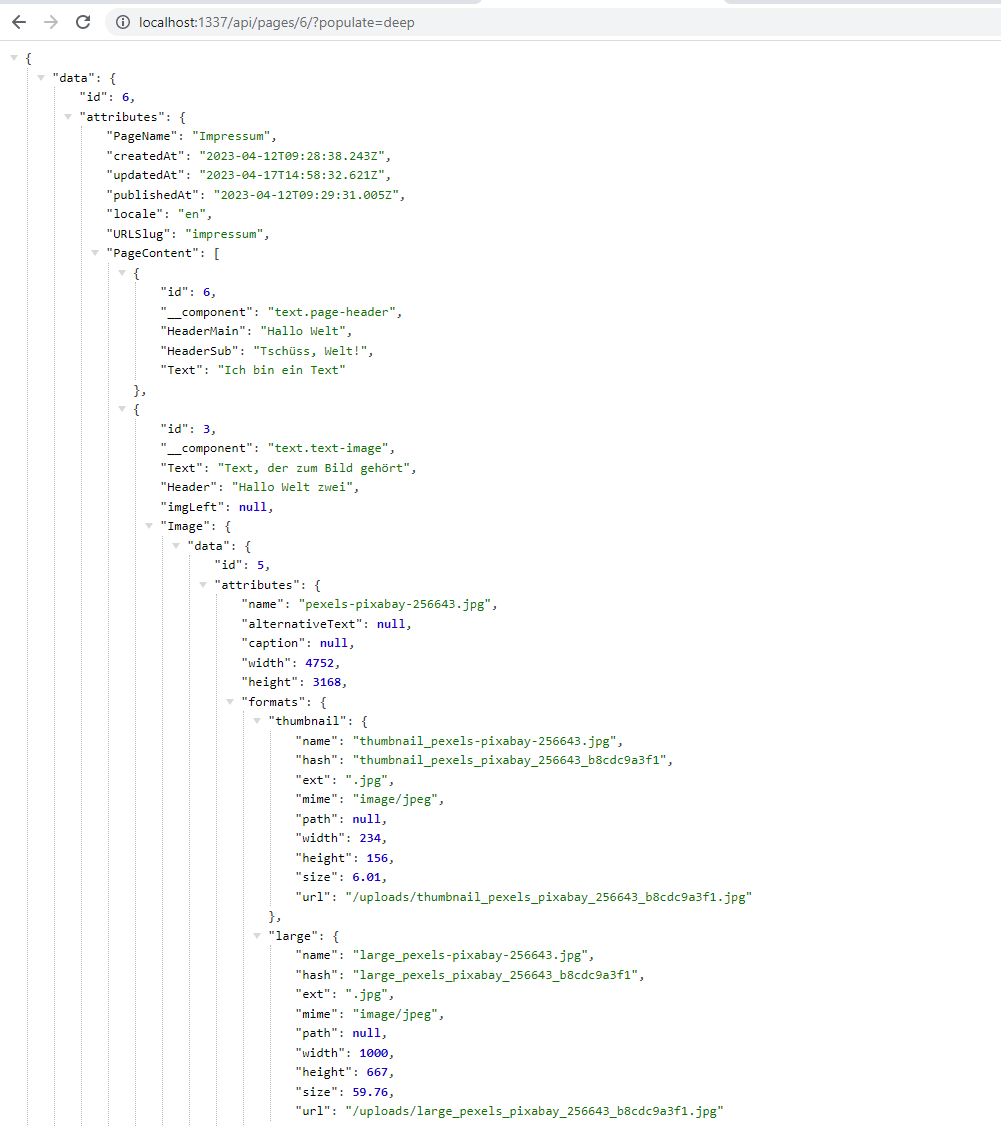 localhost:1337/api/pages/6/?populate=deep
{
"data": {
"id": 6,
"attributes": {
"PageName": "Impressum",
"createdAt": "2023-04-12T09:28:38.243Z",
"updatedAt": "2023-04-17T14:58:32.621Z",
"publishedAt": "2023-04-12T09:29:31.005Z",
"locale": "en",
"URLSlug": "impressum",
"PageContent": [
{
"id": 6,
"__component": "text.page-header",
"HeaderMain": "Hallo Welt",
"HeaderSub": "Tschüss, Welt!",
"Text": "Ich bin ein Text"
},
{
"id": 3,
"__component": "text.text-image",
"Text": "Text, der zum Bild gehört",
"Header": "Hallo Welt zwei",
"imgLeft": null,
"Image": {
"data": {
"id": 5,
"attributes": {
"name": "pexels-pixabay-256643.jpg",
"alternativeText": null,
"caption": null,
"width": 4752,
"height": 3168,
"formats": {
"thumbnail": {
"name": "thumbnail_pexels-pixabay-256643.jpg",
"hash": "thumbnail_pexels_pixabay_256643_b8cdc9a3f1",
"ext": ".jpg",
"mime": "image/jpeg",
"path": null,
"width": 234,
"height": 156,
"size": 6.01,
"url": "/uploads/thumbnail_pexels_pixabay_256643_b8cdc9a3f1.jpg"
},
"large": {
"name": "large_pexels-pixabay-256643.jpg",
"hash": "large_pexels_pixabay_256643_b8cdc9a3f1",
"ext": ".jpg",
"mime": "image/jpeg",
"path": null,
"width": 1000,
"height": 667,
"size": 59.76,
"url": "/uploads/large_pexels_pixabay_256643_b8cdc9a3f1.jpg"